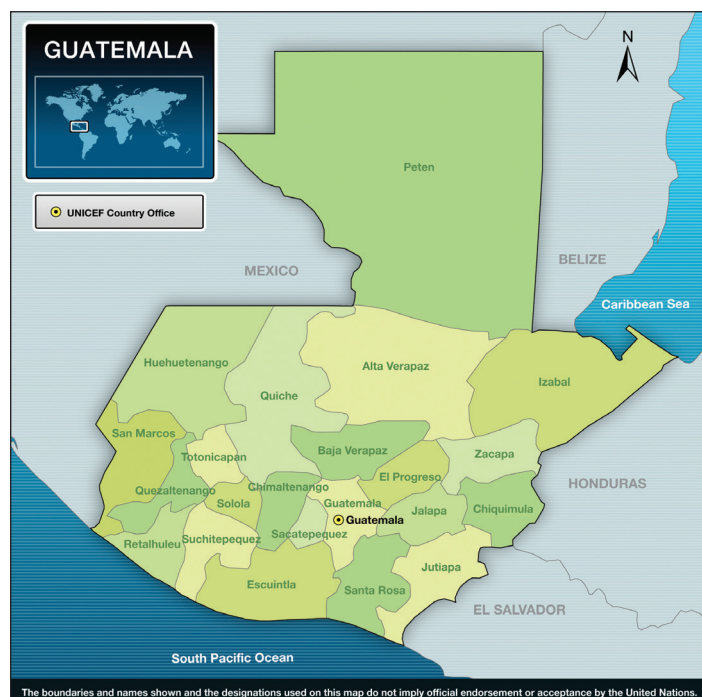 GUATEMALA
N
UNICEF Country Office
Peten
MEXICO
BELIZE
Caribbean Sea
Huehuetenango
Alta Verapaz
Izabal
Quiche
San Marcos
Totonicapan
Baja Verapaz
Zacapa
El Progreso
Quezaltenango
Chimaltenango
HONDURAS
Solola
Guatemala
Jalapa
Chiquimula
Guatemala
Retalhuleu
Suchitepequez
Sacatepequez
Jutiapa
Escuintla
Santa Rosa
EL SALVADOR
South Pacific Ocean
The boundaries and names shown and the designations used on this map do not imply official endorsement or acceptance by the United Nations.